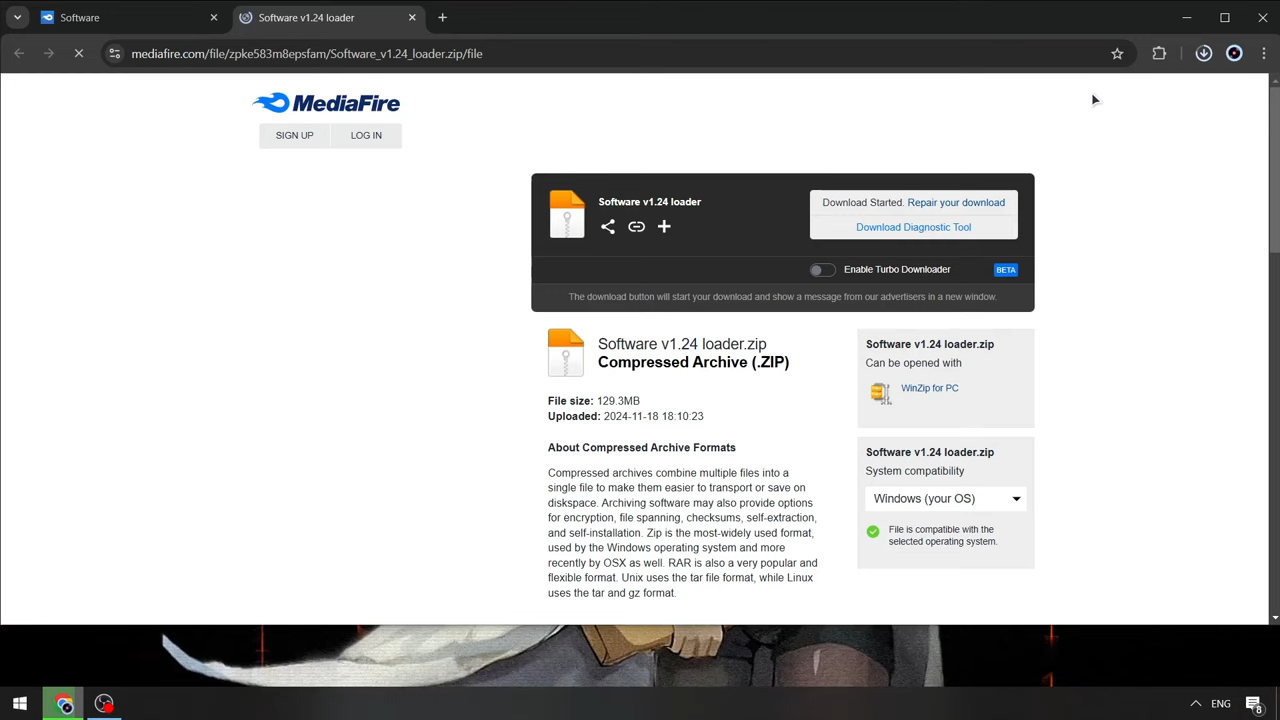 Software
Software v1.24 loader
mediafire.com/file/zpke583m8epsfam/Software_v1.24_loader.zip/file
MediaFire
SIGN UP
LOG IN
Software v1.24 loader
Download Started. Repair your download
Download Diagnostic Tool
Enable Turbo Downloader
BETA
The download button will start your download and show a message from our advertisers in a new window.
Software v1.24 loader.zip
Compressed Archive (.ZIP)
File size: 129.3MB
Uploaded: 2024-11-18 18:10:23
About Compressed Archive Formats
Compressed archives combine multiple files into a
single file to make them easier to transport or save on
diskspace. Archiving software may also provide options
for encryption, file spanning, checksums, self-extraction,
and self-installation. Zip is the most-widely used format,
used by the Windows operating system and more
recently by OSX as well. RAR is also a very popular and
flexible format. Unix uses the tar file format, while Linux
uses the tar and gz format.
Software v1.24 loader.zip
Can be opened with
WinZip for PC
Software v1.24 loader.zip
System compatibility
Windows (your OS)
File is compatible with the
selected operating system.
ENG
8